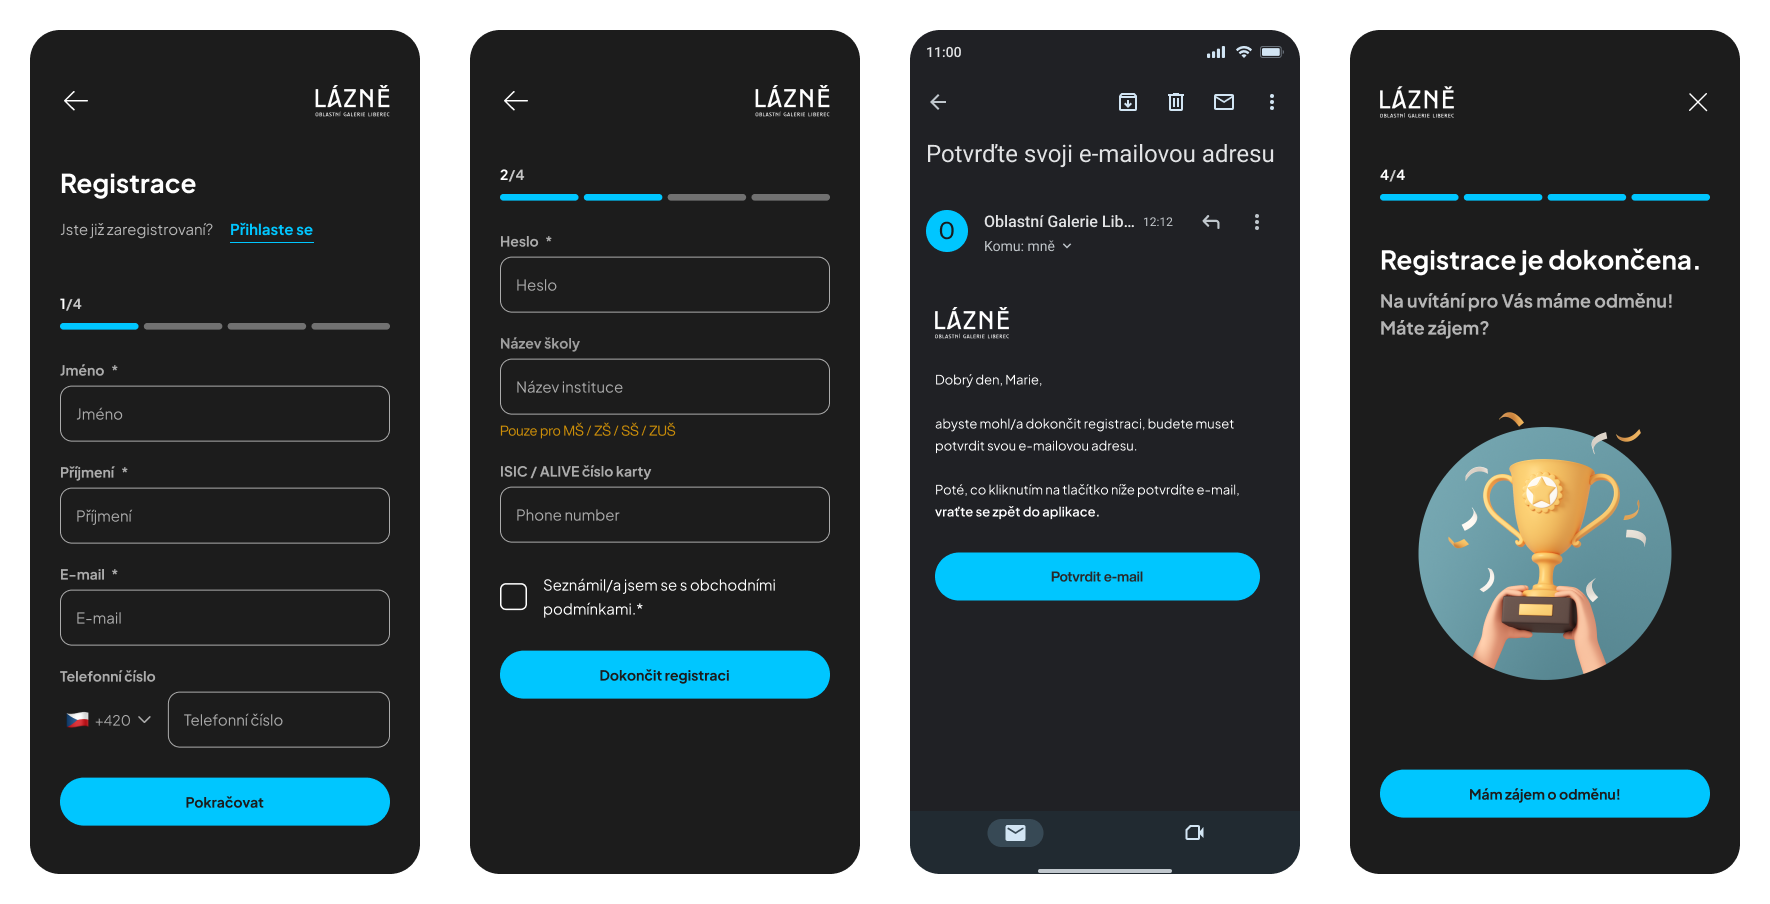 LÁZNĚ
OBLASTNÍ GALERIE LIBEREC
Registrace
Jste již zaregistrovaní? Přihlaste se
1/4
Jméno *
Jméno
Příjmení *
Příjmení
E-mail *
E-mail
Telefonní číslo
+420 Telefonní číslo
Pokračovat
LÁZNĚ
OBLASTNÍ GALERIE LIBEREC
2/4
Heslo *
Heslo
Název školy
Název instituce
Pouze pro MŠ / ZŠ / SŠ / ZUŠ
ISIC / ALIVE číslo karty
Phone number
Seznámil/a jsem se s obchodními
podmínkami.*
Dokončit registraci
11:00
Potvrďte svoji e-mailovou adresu
O
Oblastní Galerie Lib... 12:12
Komu: mně
LÁZNĚ
OBLASTNÍ GALERIE LIBEREC
Dobrý den, Marie,
abyste mohl/a dokončit registraci, budete muset
potvrdit svou e-mailovou adresu.
Poté, co kliknutím na tlačítko níže potvrdíte e-mail,
vraťte se zpět do aplikace.
Potvrdit e-mail
LÁZNĚ
OBLASTNÍ GALERIE LIBEREC
4/4
Registrace je dokončena.
Na uvítání pro Vás máme odměnu!
Máte zájem?
Mám zájem o odměnu!